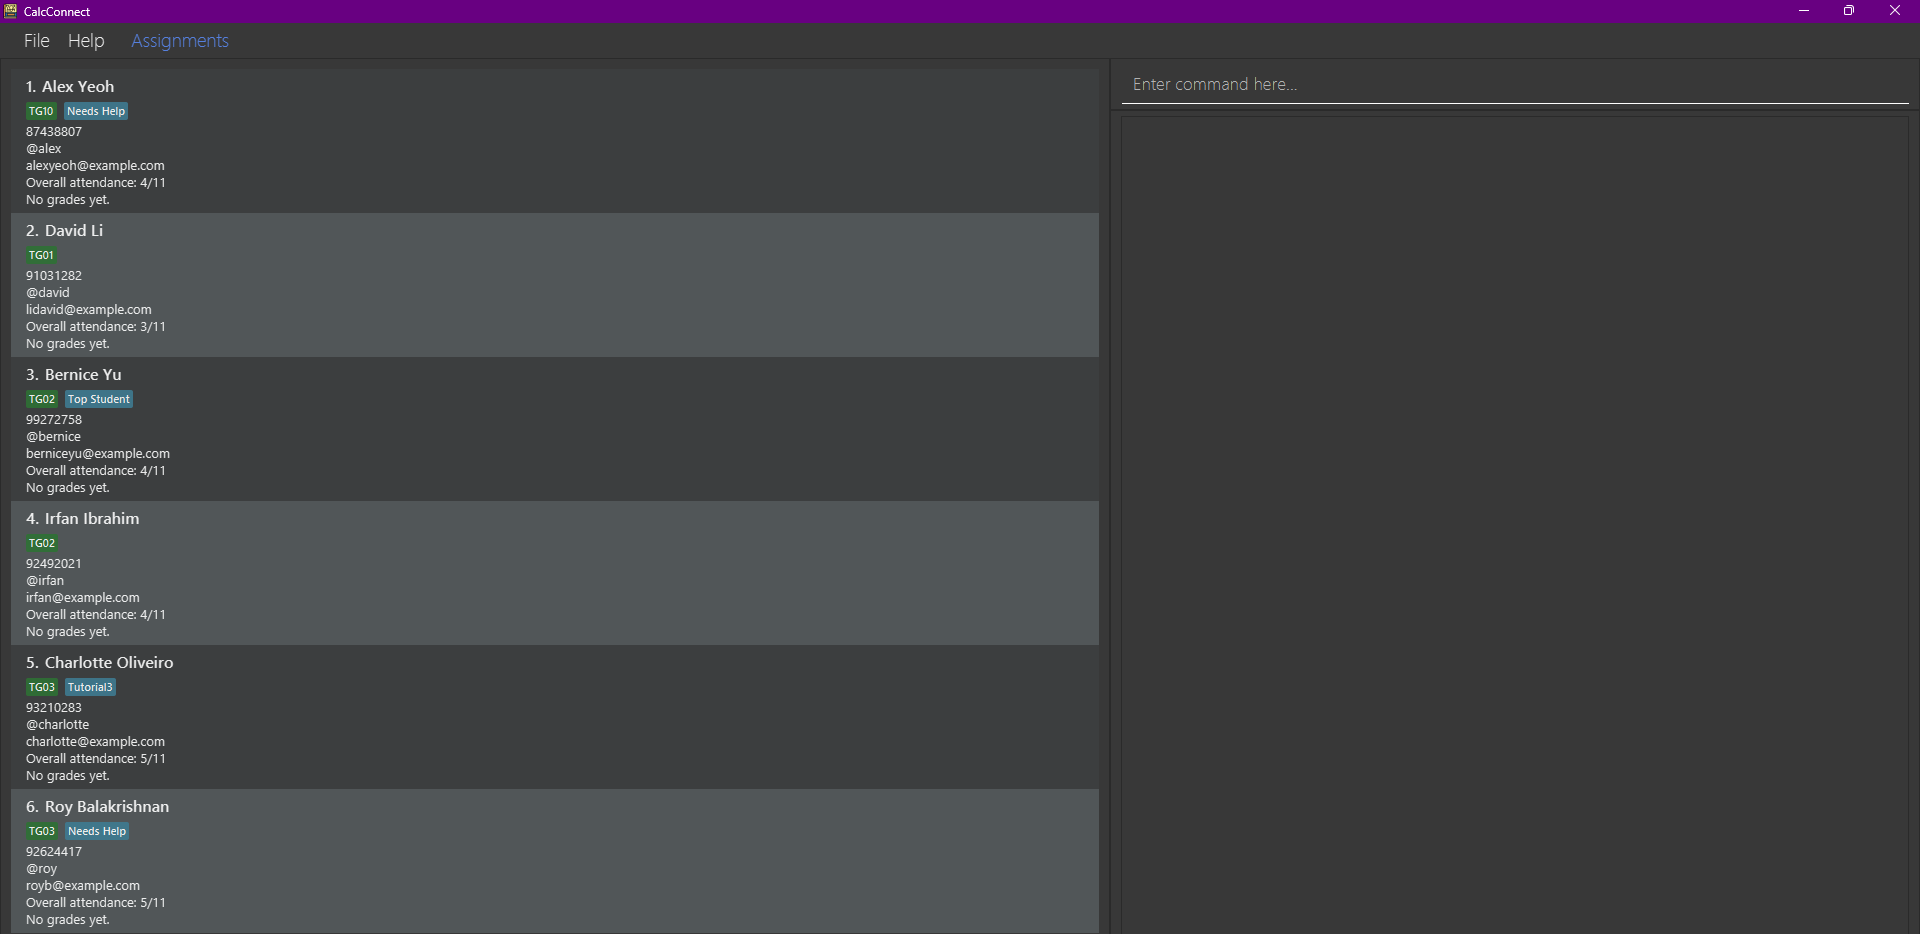 CalcConnect
File Help Assignments
1. Alex Yeoh
TG10 Needs Help
87438807
@alex
alexyeoh@example.com
Overall attendance: 4/11
No grades yet.
2. David Li
TG01
91031282
@david
lidavid@example.com
Overall attendance: 3/11
No grades yet.
3. Bernice Yu
TG02 Top Student
99272758
@bernice
berniceyu@example.com
Overall attendance: 4/11
No grades yet.
4. Irfan Ibrahim
TG02
92492021
@irfan
irfan@example.com
Overall attendance: 4/11
No grades yet.
5. Charlotte Oliveiro
TG03 Tutorial3
93210283
@charlotte
charlotte@example.com
Overall attendance: 5/11
No grades yet.
6. Roy Balakrishnan
TG03 Needs Help
92624417
@roy
royb@example.com
Overall attendance: 5/11
No grades yet.
Enter command here...